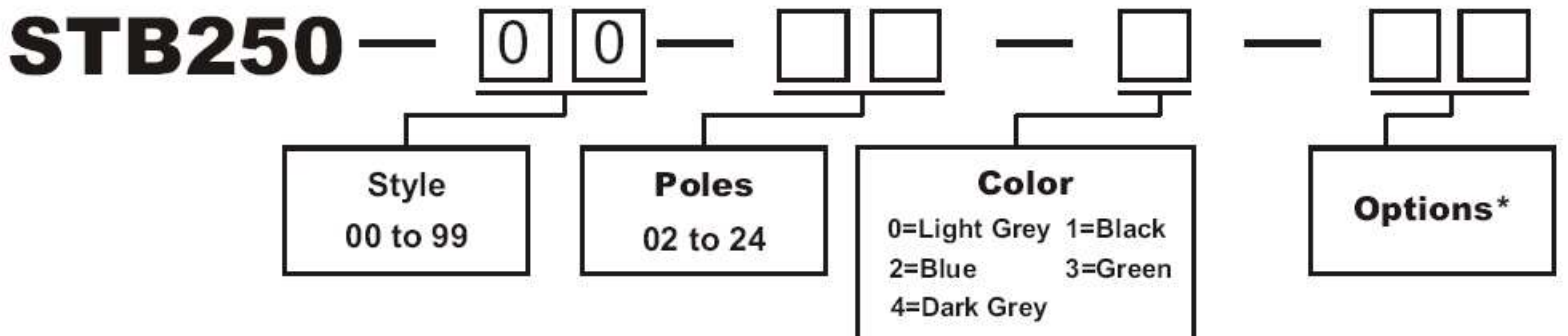 STB250 — 0 0 — — —
Style
00 to 99
Poles
02 to 24
Color
0=Light Grey 1=Black
2=Blue 3=Green
4=Dark Grey
Options*